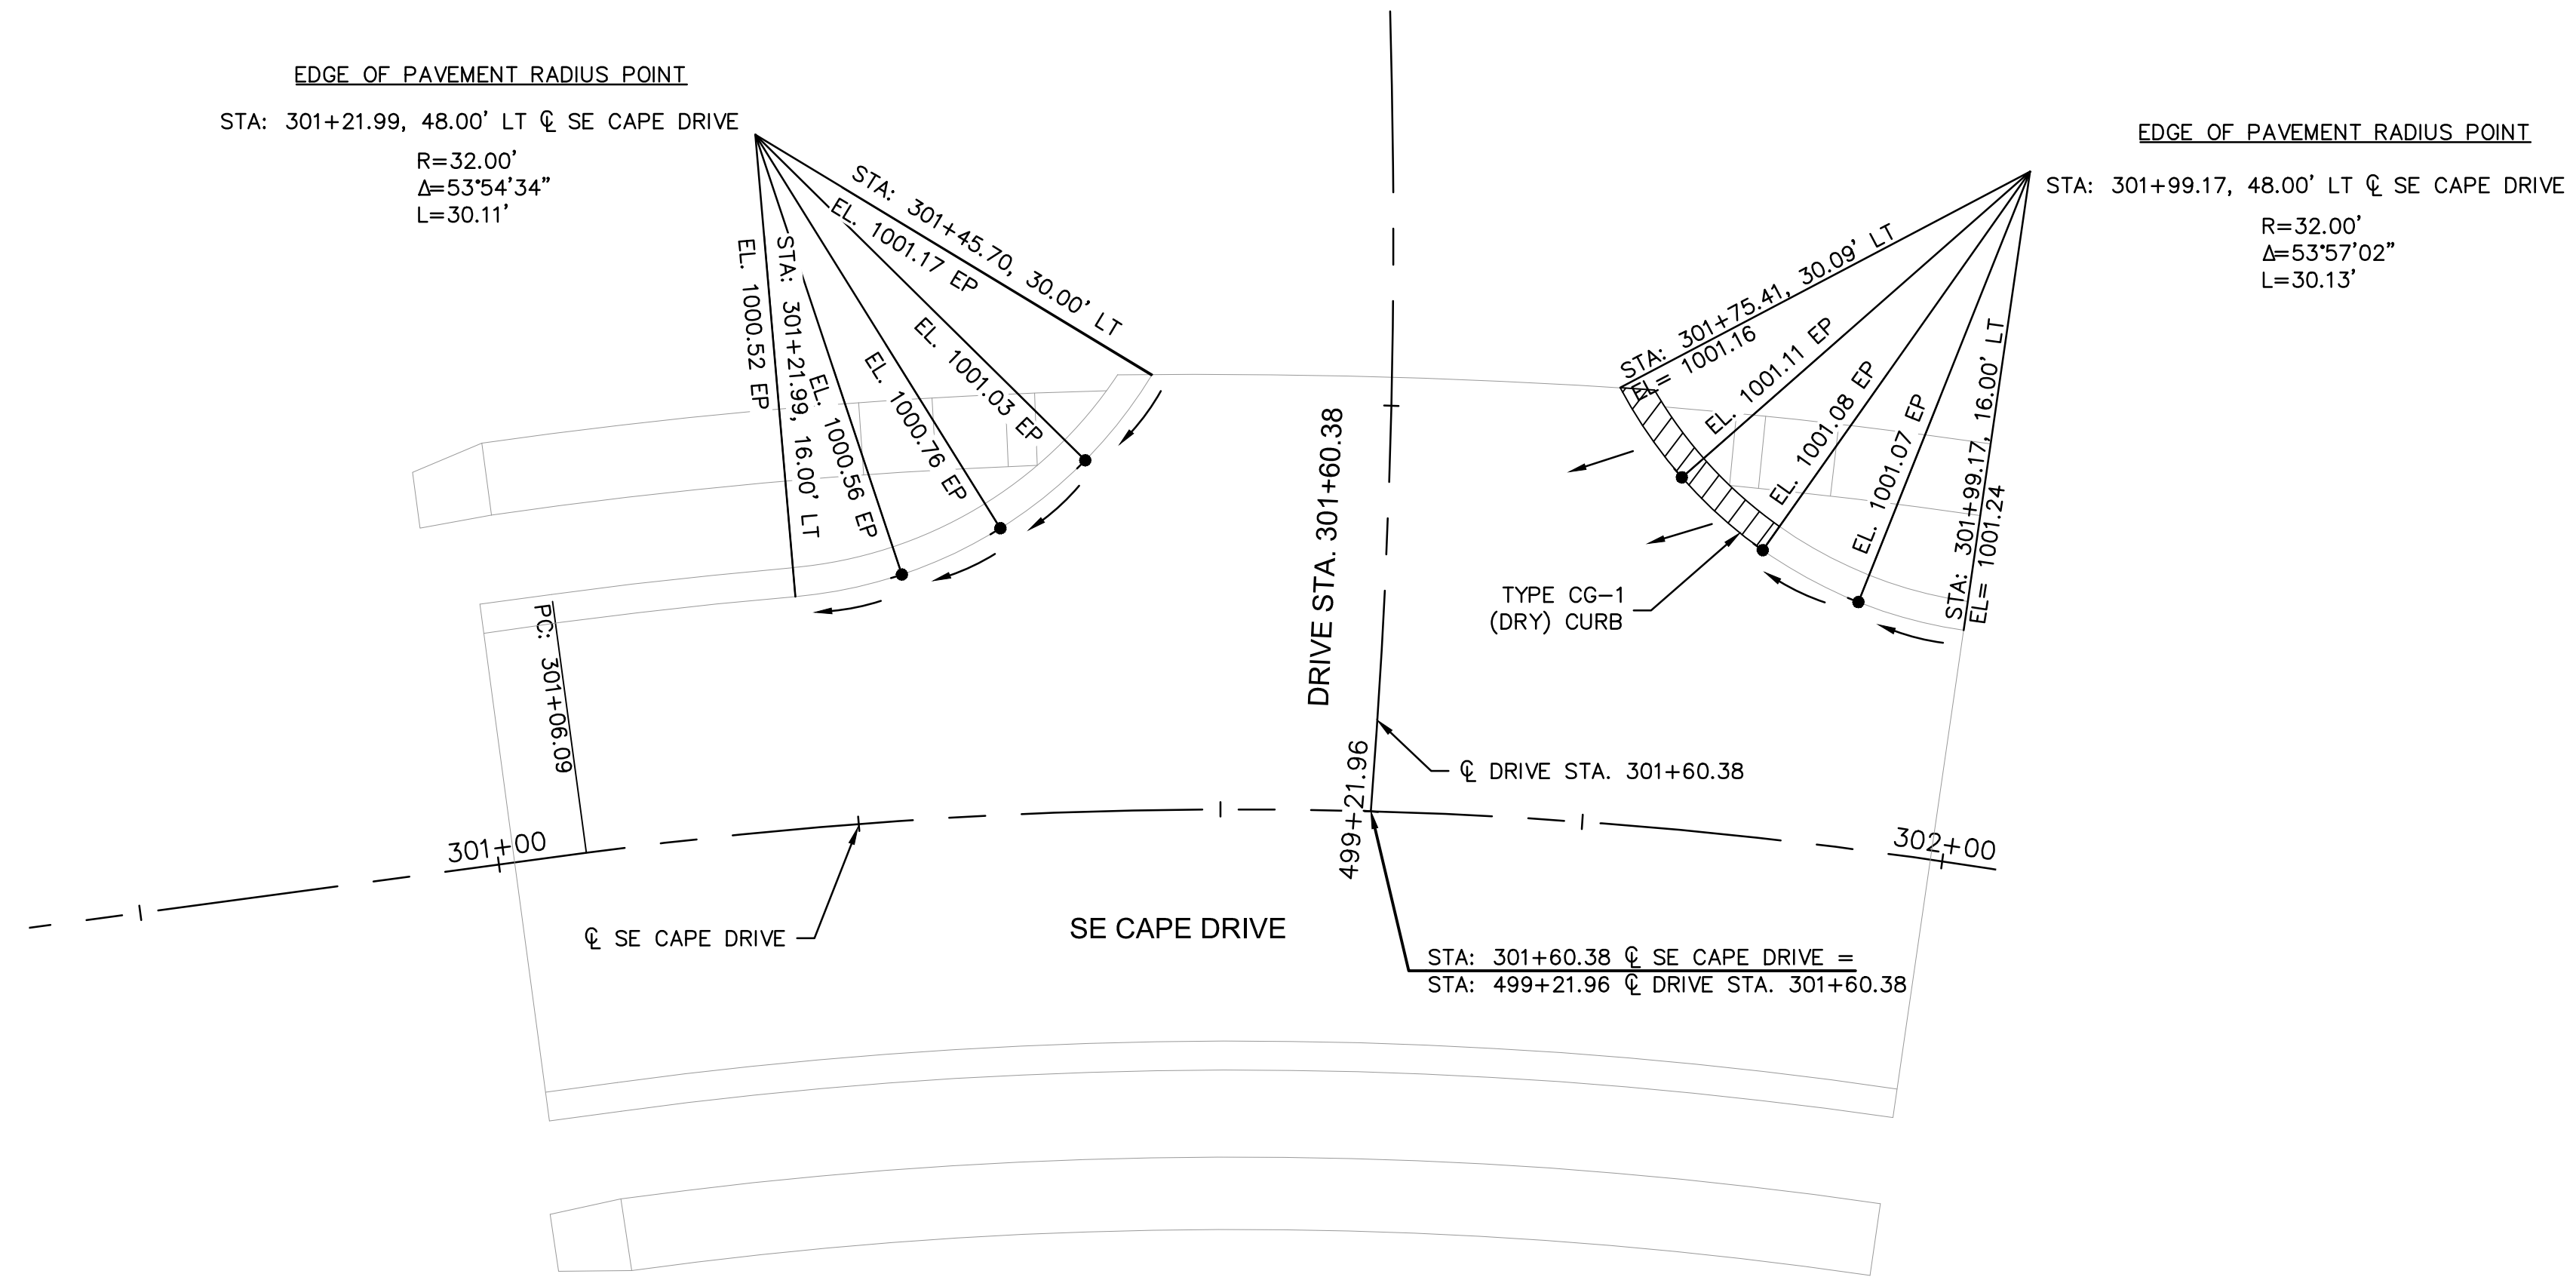 EDGE OF PAVEMENT RADIUS POINT
STA: 301+21.99, 48.00' LT ℄ SE CAPE DRIVE
R=32.00'
Δ=53°54'34"
L=30.11'
EDGE OF PAVEMENT RADIUS POINT
STA: 301+99.17, 48.00' LT ℄ SE CAPE DRIVE
R=32.00'
Δ=53°57'02"
L=30.13'
EL. 1000.52 EP
STA: 301+21.99, 16.00' LT
EL. 1000.56 EP
EL. 1000.76 EP
EL. 1001.03 EP
EL. 1001.17 EP
STA: 301+45.70, 30.00' LT
STA: 301+75.41, 30.09' LT
EL= 1001.16
EL. 1001.11 EP
EL. 1001.08 EP
EL. 1001.07 EP
STA: 301+99.17, 16.00' LT
EL= 1001.24
DRIVE STA. 301+60.38
TYPE CG-1
(DRY) CURB
PC: 301+06.09
499+21.96
℄ DRIVE STA. 301+60.38
301+00
302+00
℄ SE CAPE DRIVE
SE CAPE DRIVE
STA: 301+60.38 ℄ SE CAPE DRIVE =
STA: 499+21.96 ℄ DRIVE STA. 301+60.38